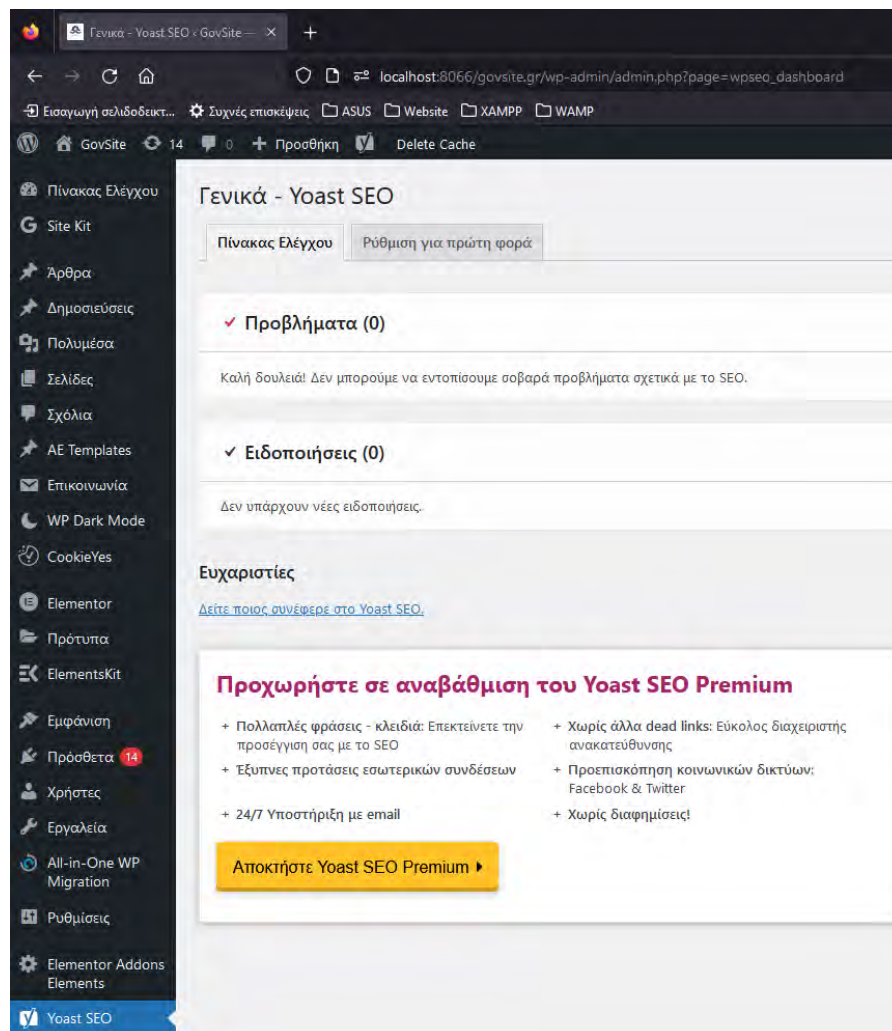 Γενικά - Yoast SEO ‹ GovSite —
localhost:8066/govsite.gr/wp-admin/admin.php?page=wpseo_dashboard
Εισαγωγή σελιδοδεικτ... Συχνές επισκέψεις ASUS Website XAMPP WAMP
GovSite 14 0 Προσθήκη Delete Cache
Πίνακας Ελέγχου
Site Kit
Άρθρα
Δημοσιεύσεις
Πολυμέσα
Σελίδες
Σχόλια
AE Templates
Επικοινωνία
WP Dark Mode
CookieYes
Elementor
Πρότυπα
ElementsKit
Εμφάνιση
Πρόσθετα 14
Χρήστες
Εργαλεία
All-in-One WP
Migration
Ρυθμίσεις
Elementor Addons
Elements
Yoast SEO
Γενικά - Yoast SEO
Πίνακας Ελέγχου Ρύθμιση για πρώτη φορά
Προβλήματα (0)
Καλή δουλειά! Δεν μπορούμε να εντοπίσουμε σοβαρά προβλήματα σχετικά με το SEO.
Ειδοποιήσεις (0)
Δεν υπάρχουν νέες ειδοποιήσεις.
Ευχαριστίες
Δείτε ποιος συνέφερε στο Yoast SEO.
Προχωρήστε σε αναβάθμιση του Yoast SEO Premium
+ Πολλαπλές φράσεις - κλειδιά: Επεκτείνετε την
προσέγγιση σας με το SEO
+ Χωρίς άλλα dead links: Εύκολος διαχειριστής
ανακατεύθυνσης
+ Έξυπνες προτάσεις εσωτερικών συνδέσεων
+ Προεπισκόπηση κοινωνικών δικτύων:
Facebook & Twitter
+ 24/7 Υποστήριξη με email
+ Χωρίς διαφημίσεις!
Αποκτήστε Yoast SEO Premium